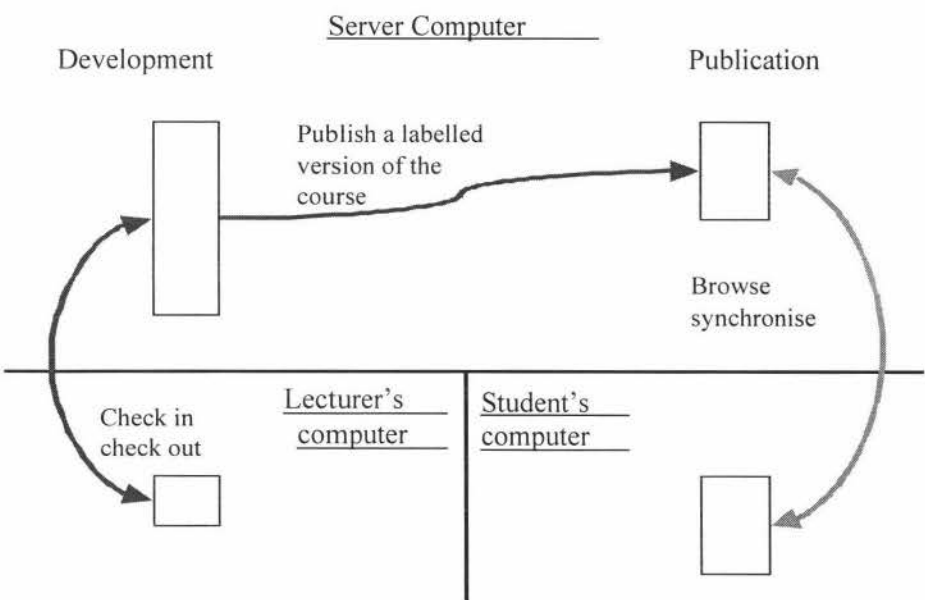 Server Computer
Development
Publication
Publish a labelled
version of the
course
Browse
synchronise
Check in
check out
Lecturer's
computer
Student's
computer